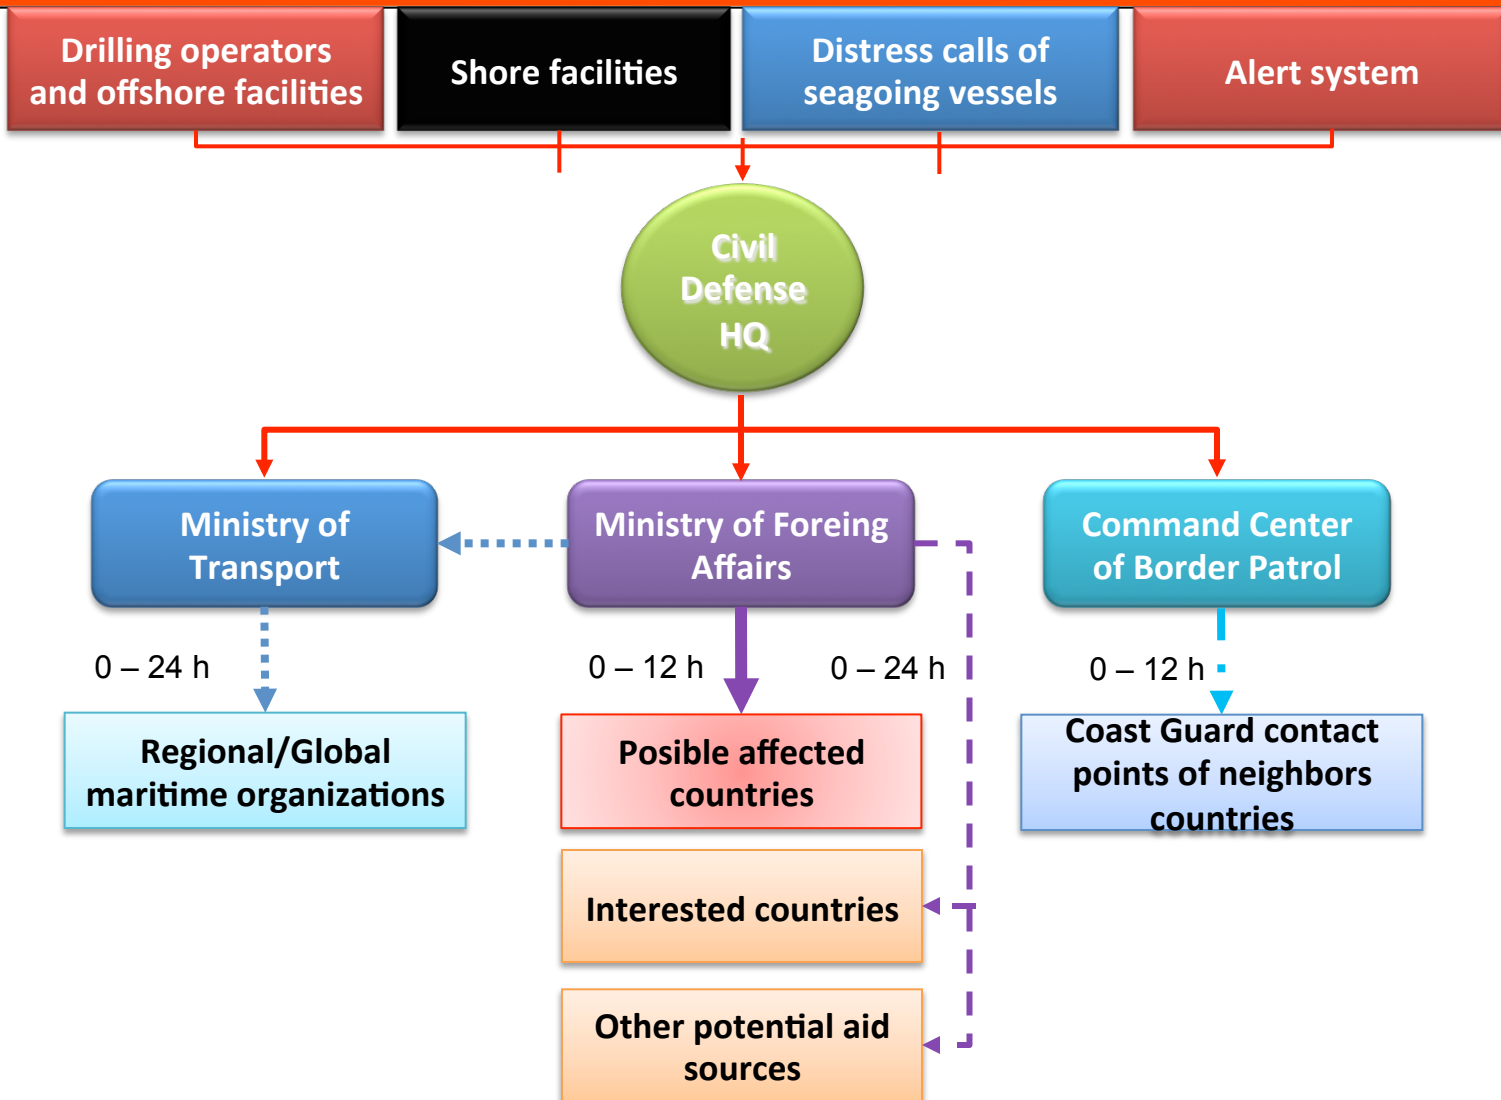 Drilling operators
and offshore facilities
Shore facilities
Distress calls of
seagoing vessels
Alert system
Civil
Defense
HQ
Ministry of
Transport
Ministry of Foreing
Affairs
Command Center
of Border Patrol
0 – 24 h
0 – 12 h
0 – 24 h
0 – 12 h
Regional/Global
maritime organizations
Posible affected
countries
Coast Guard contact
points of neighbors
countries
Interested countries
Other potential aid
sources